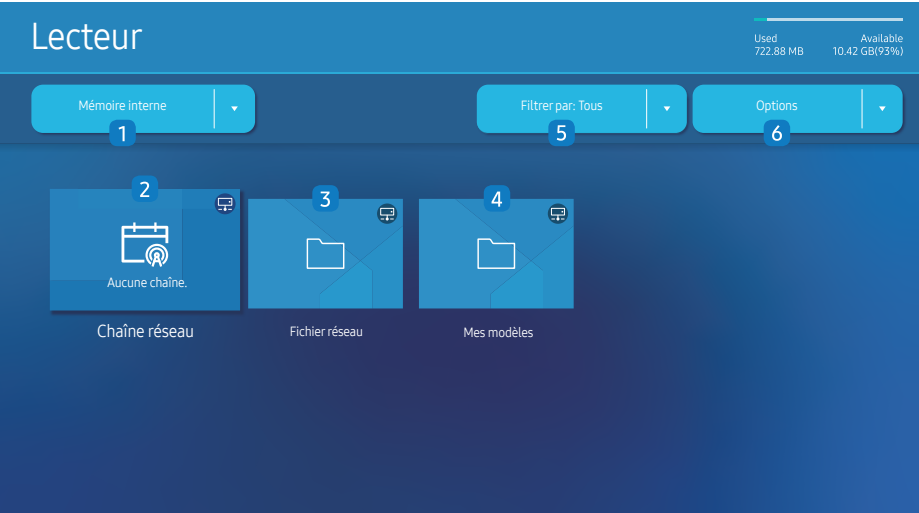 Lecteur
Used
722.88 MB
Available
10.42 GB(93%)
Mémoire interne
1
Filtrer par: Tous
5
Options
6
2
Aucune chaîne.
Chaîne réseau
3
Fichier réseau
4
Mes modèles